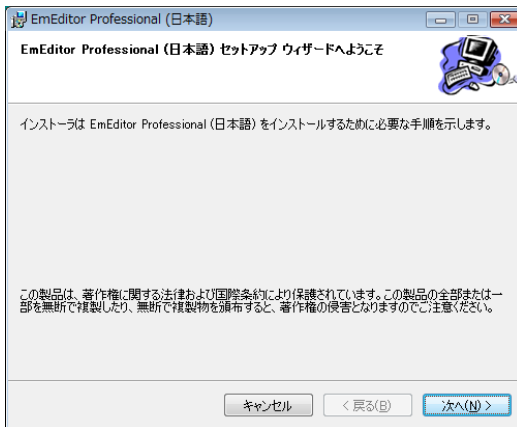 EmEditor Professional (日本語)
EmEditor Professional (日本語) セットアップ ウィザードへようこそ
インストーラは EmEditor Professional (日本語) をインストールするために必要な手順を示します。
この製品は、著作権に関する法律および国際条約により保護されています。この製品の全部または一
部を無断で複製したり、無断で複製物を頒布すると、著作権の侵害となりますのでご注意ください。
キャンセル
< 戻る(B)
次へ(N) >